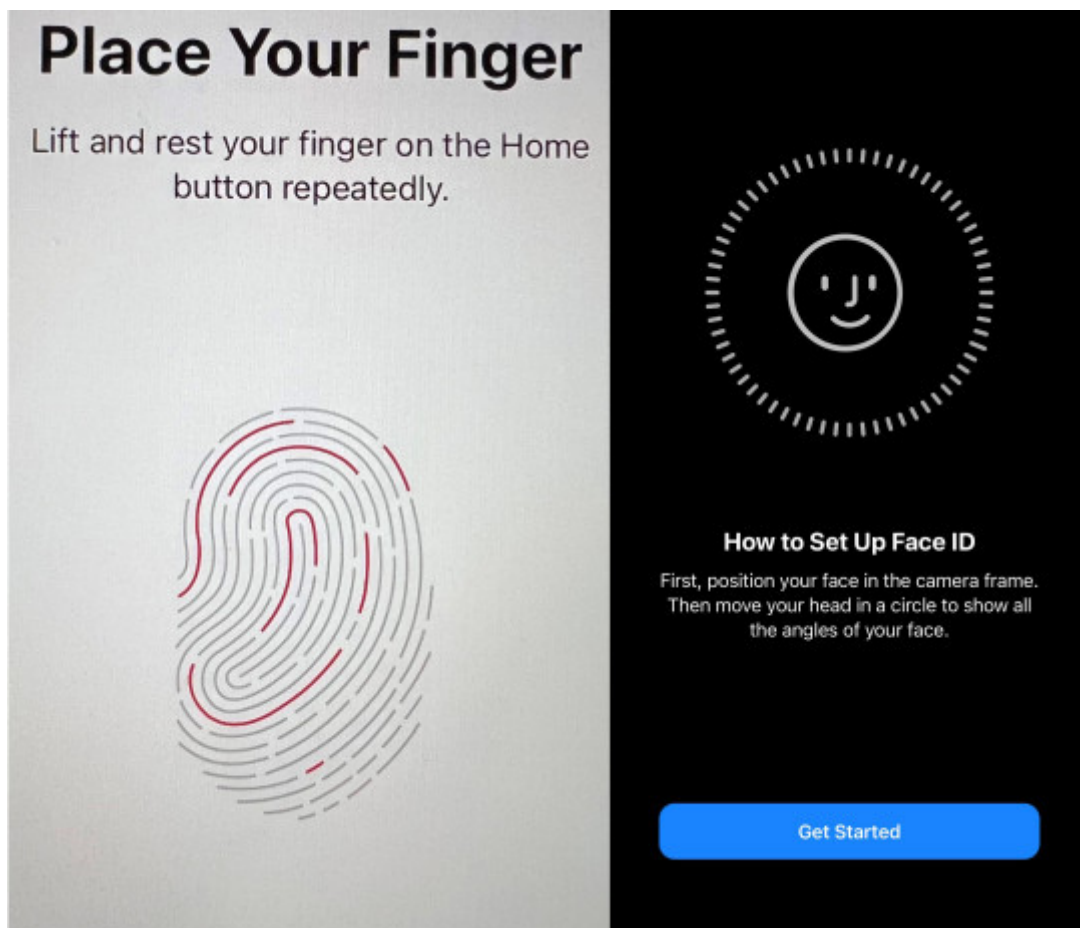 Place Your Finger
Lift and rest your finger on the Home
button repeatedly.
How to Set Up Face ID
First, position your face in the camera frame.
Then move your head in a circle to show all
the angles of your face.
Get Started